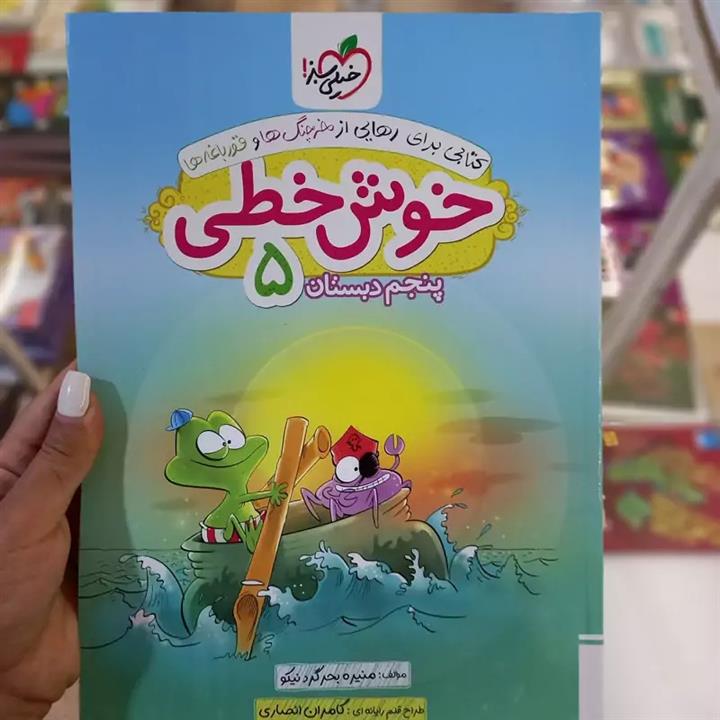 خیلی سبز!
کتابی برای رهایی از خرچنگ ها و قورباغه ها
خوش خطی
۵
پنجم دبستان
مؤلف: منیره بحرگرد نیکو
طراح قلم رایانه ای: کامران انصاری